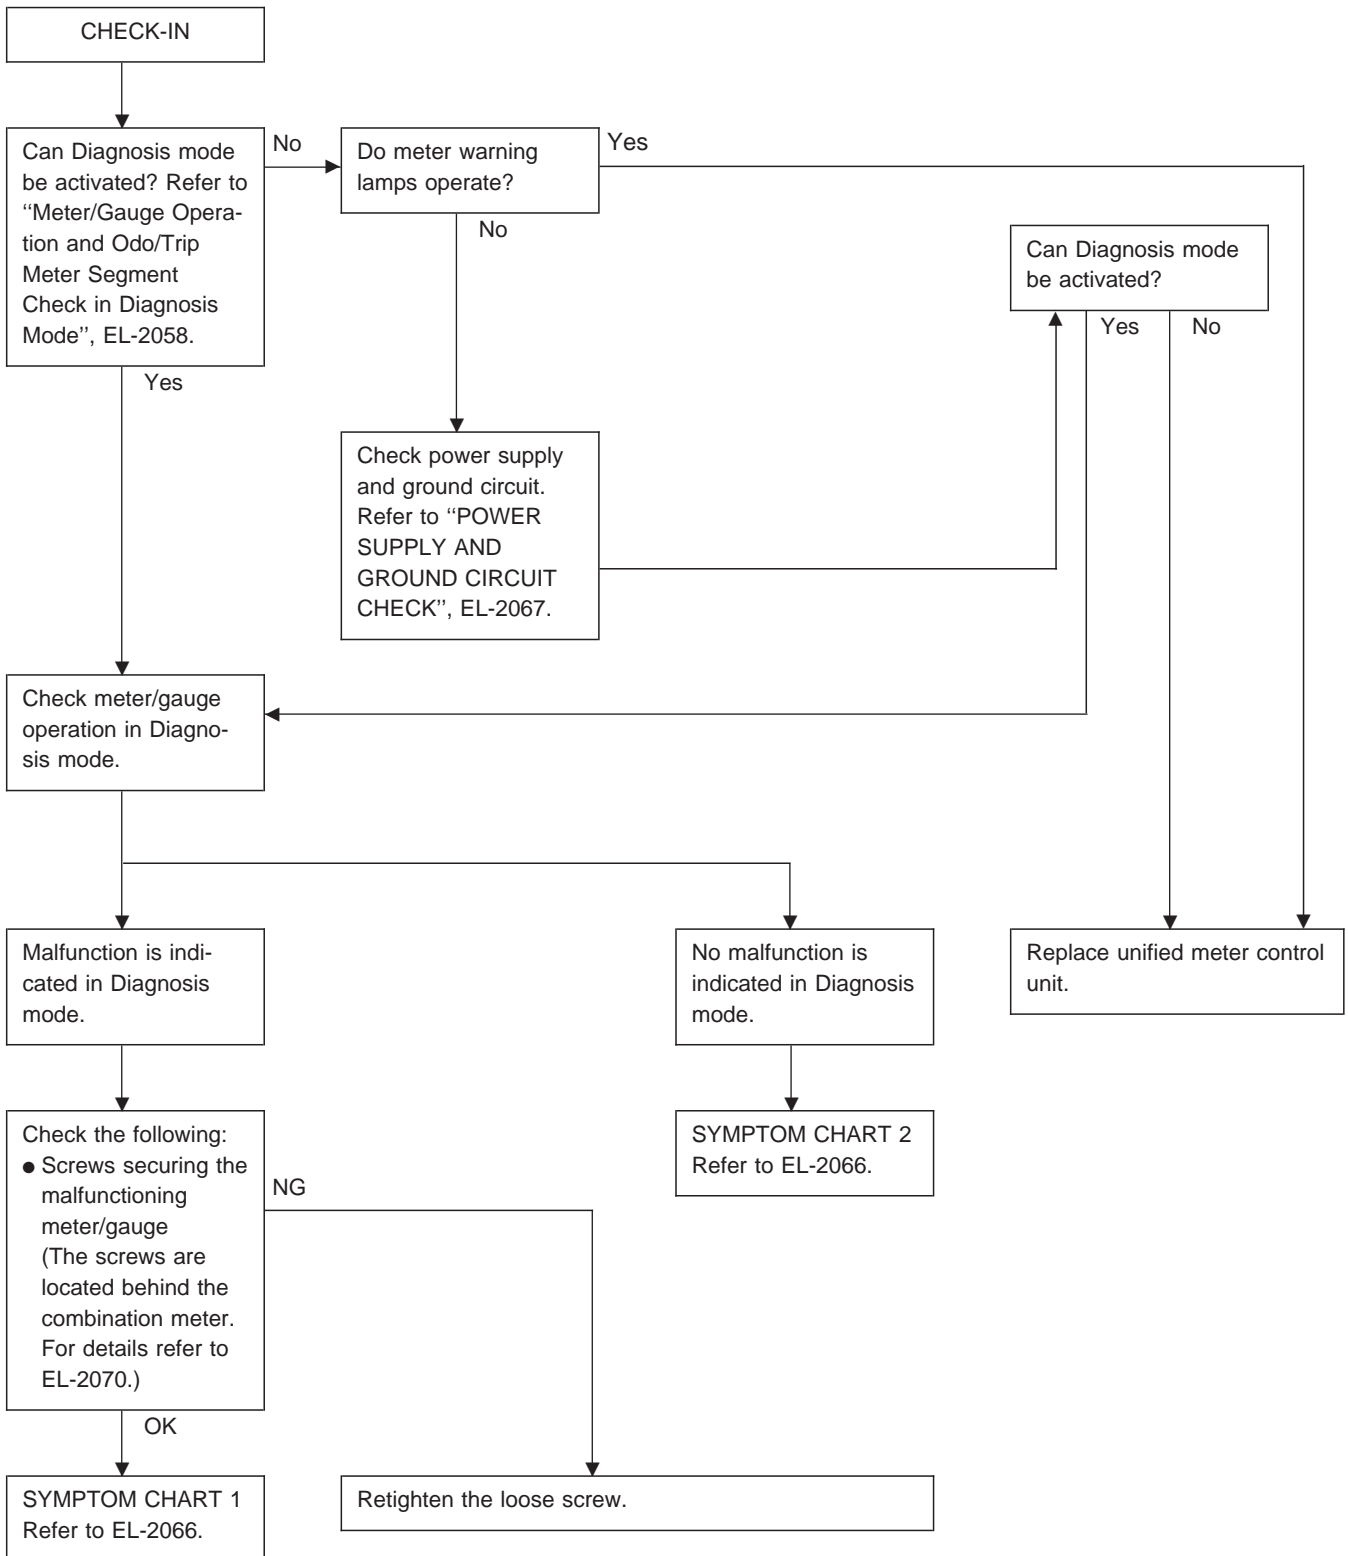 CHECK-IN
Can Diagnosis mode
be activated? Refer to
‘‘Meter/Gauge Opera-
tion and Odo/Trip
Meter Segment
Check in Diagnosis
Mode’’, EL-2058.
No
Yes
Do meter warning
lamps operate?
Yes
No
Can Diagnosis mode
be activated?
Yes
No
Check power supply
and ground circuit.
Refer to ‘‘POWER
SUPPLY AND
GROUND CIRCUIT
CHECK’’, EL-2067.
Check meter/gauge
operation in Diagno-
sis mode.
Malfunction is indi-
cated in Diagnosis
mode.
No malfunction is
indicated in Diagnosis
mode.
Replace unified meter control
unit.
Check the following:
● Screws securing the
malfunctioning
meter/gauge
(The screws are
located behind the
combination meter.
For details refer to
EL-2070.)
NG
OK
SYMPTOM CHART 2
Refer to EL-2066.
SYMPTOM CHART 1
Refer to EL-2066.
Retighten the loose screw.